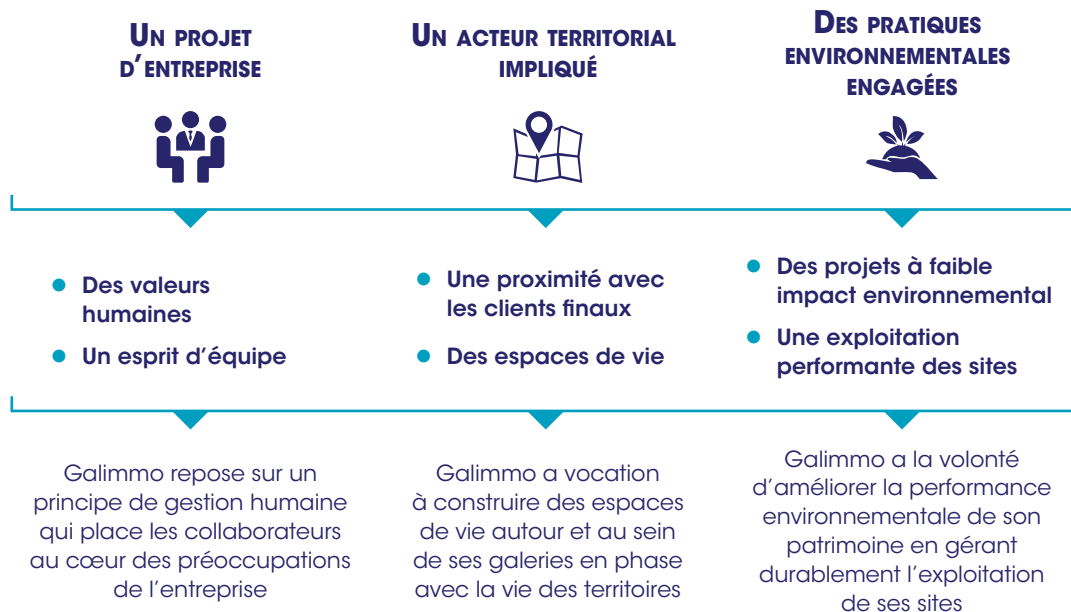 UN PROJET
D'ENTREPRISE
Des valeurs
humaines
Un esprit d'équipe
Galimmo repose sur un
principe de gestion humaine
qui place les collaborateurs
au cœur des préoccupations
de l'entreprise
UN ACTEUR TERRITORIAL
IMPLIQUÉ
Une proximité avec
les clients finaux
Des espaces de vie
Galimmo a vocation
à construire des espaces
de vie autour et au sein
de ses galeries en phase
avec la vie des territoires
DES PRATIQUES
ENVIRONNEMENTALES
ENGAGÉES
Des projets à faible
impact environnemental
Une exploitation
performante des sites
Galimmo a la volonté
d'améliorer la performance
environnementale de son
patrimoine en gérant
durablement l'exploitation
de ses sites